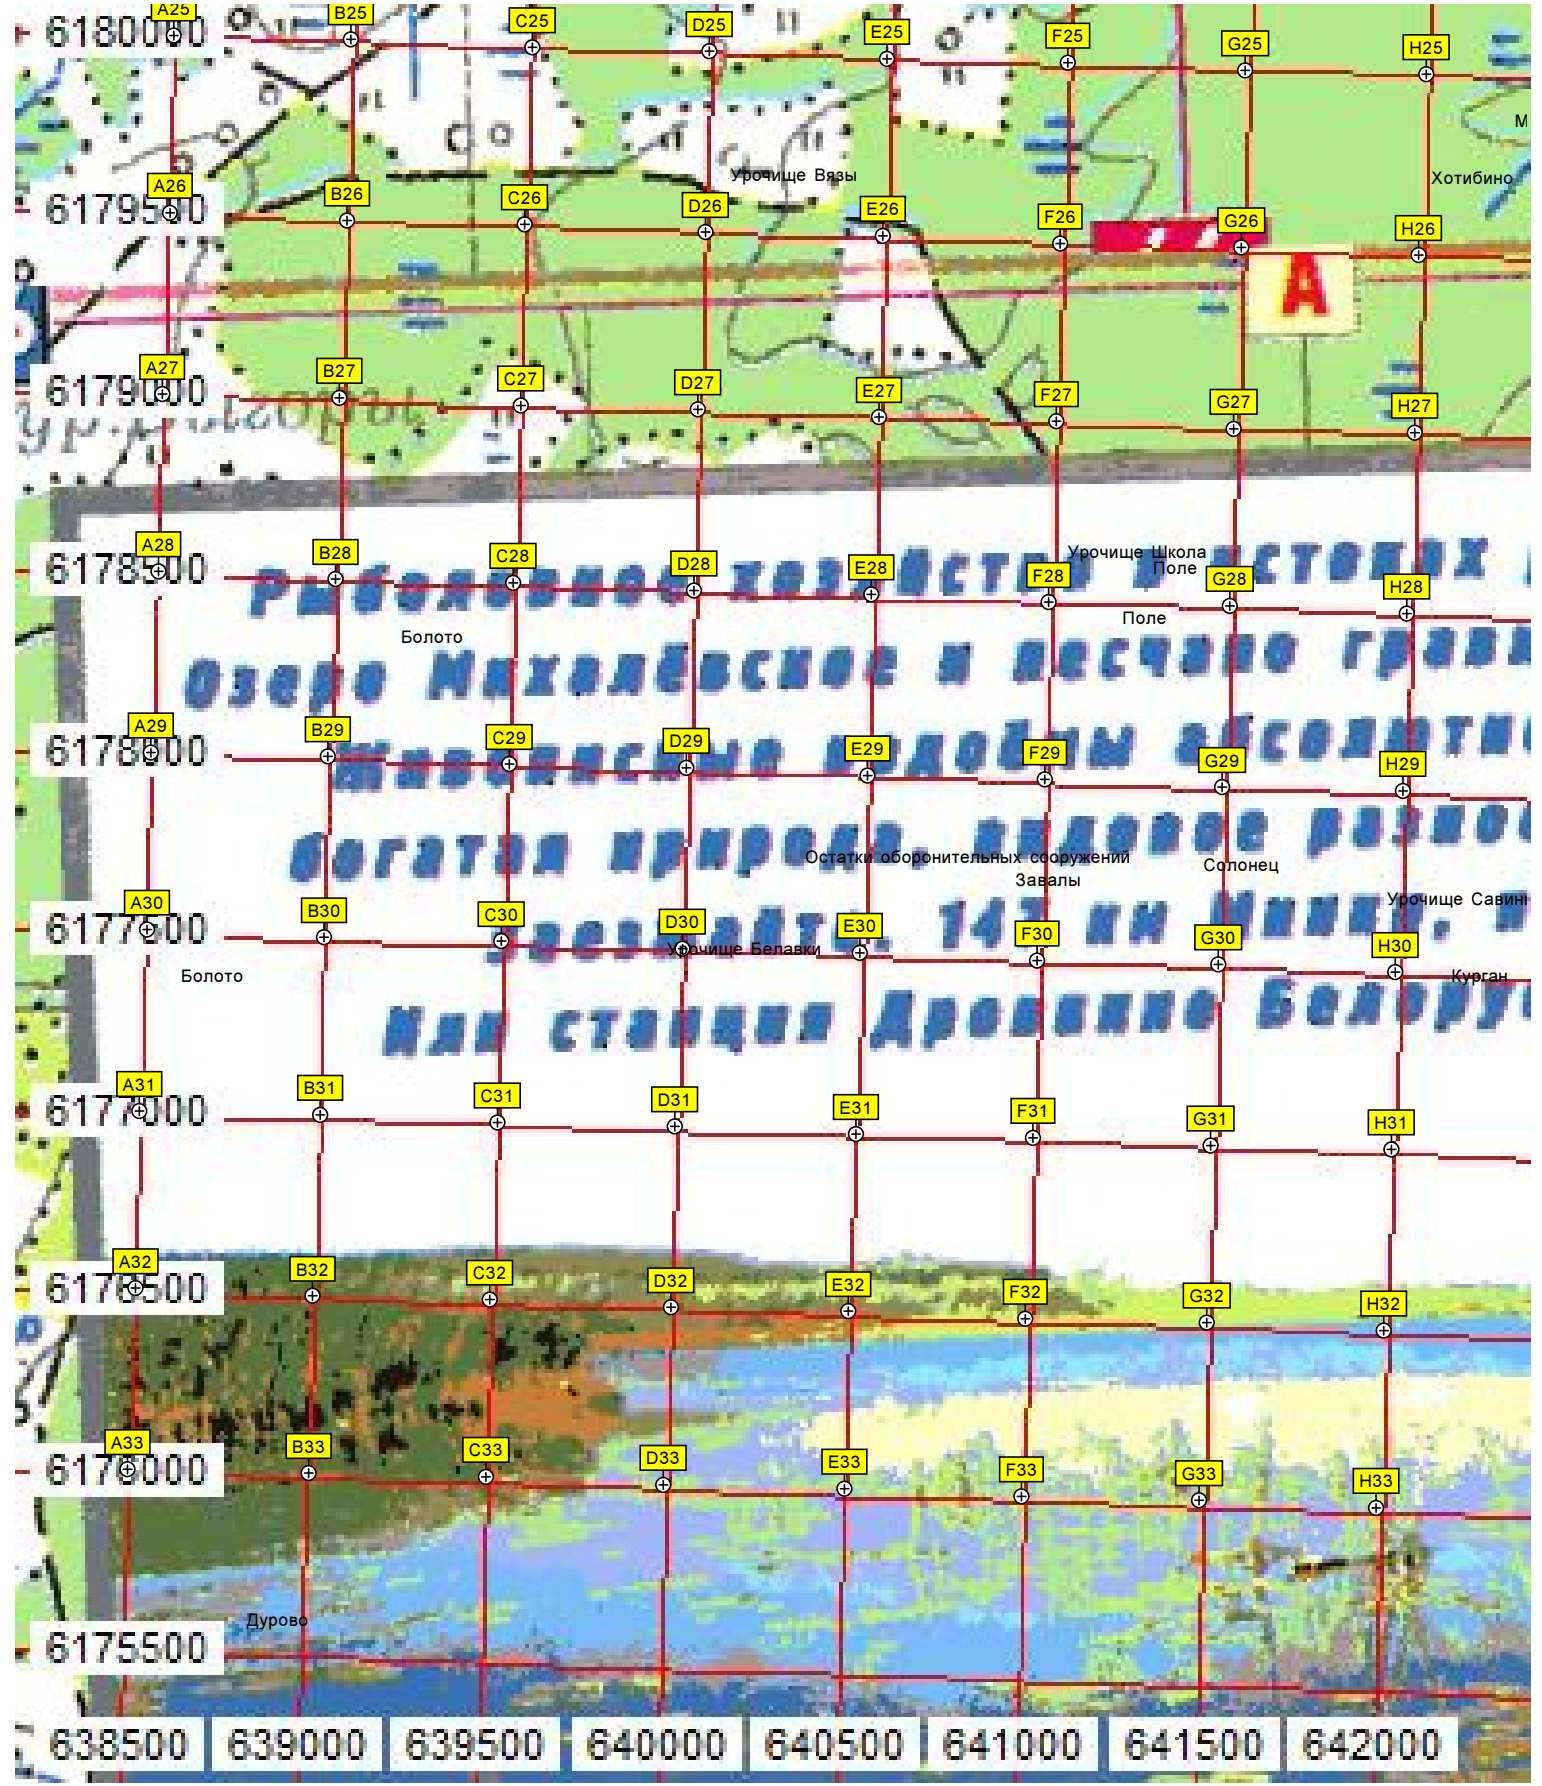 A25 B25 C25 D25 E25 F25 G25 H25
6180000
Урочище Вязы
Хотибино
A26 B26 C26 D26 E26 F26 G26 H26
6179500
А
A27 B27 C27 D27 E27 F27 G27 H27
6179000
Урочище Школа
Поле
A28 B28 C28 D28 E28 F28 G28 H28
6178500
Поле
Болото
Озеро Михалёвское и песчано
A29 B29 C29 D29 E29 F29 G29 H29
6178000
богатая природа, видовое
Остатки оборонительных сооружений
Солонец
Завалы
Урочище
A30 B30 C30 D30 E30 F30 G30 H30
6177500
147 км
Урочище Белавки
Болото
Курган
Или станция Дровнино
A31 B31 C31 D31 E31 F31 G31 H31
6177000
A32 B32 C32 D32 E32 F32 G32 H32
6176500
A33 B33 C33 D33 E33 F33 G33 H33
6176000
Дурово
6175500
638500 639000 639500 640000 640500 641000 641500 642000